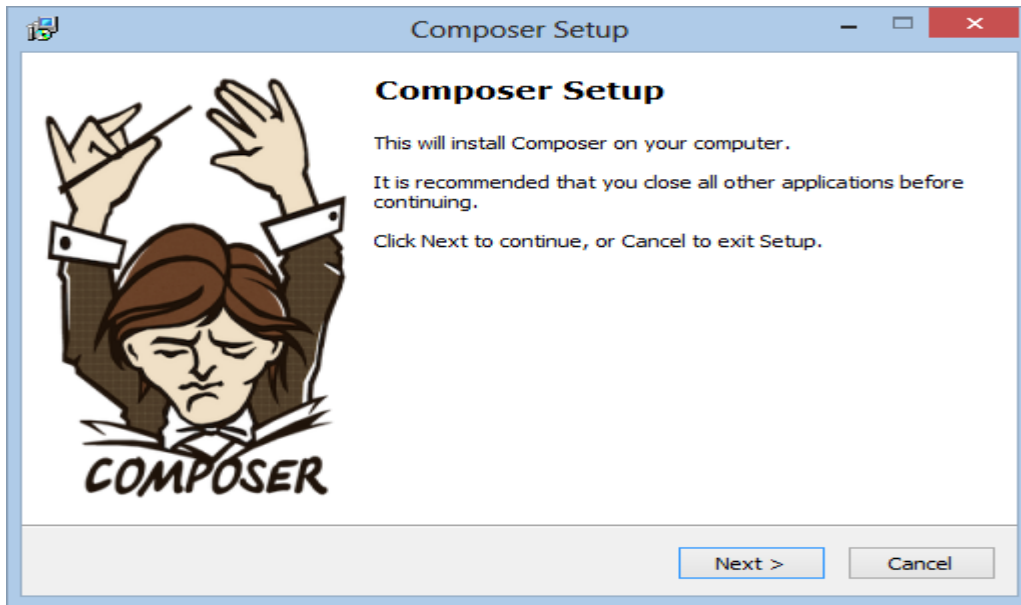 Composer Setup
Composer Setup
This will install Composer on your computer.
It is recommended that you close all other applications before
continuing.
Click Next to continue, or Cancel to exit Setup.
COMPOSER
Next >
Cancel